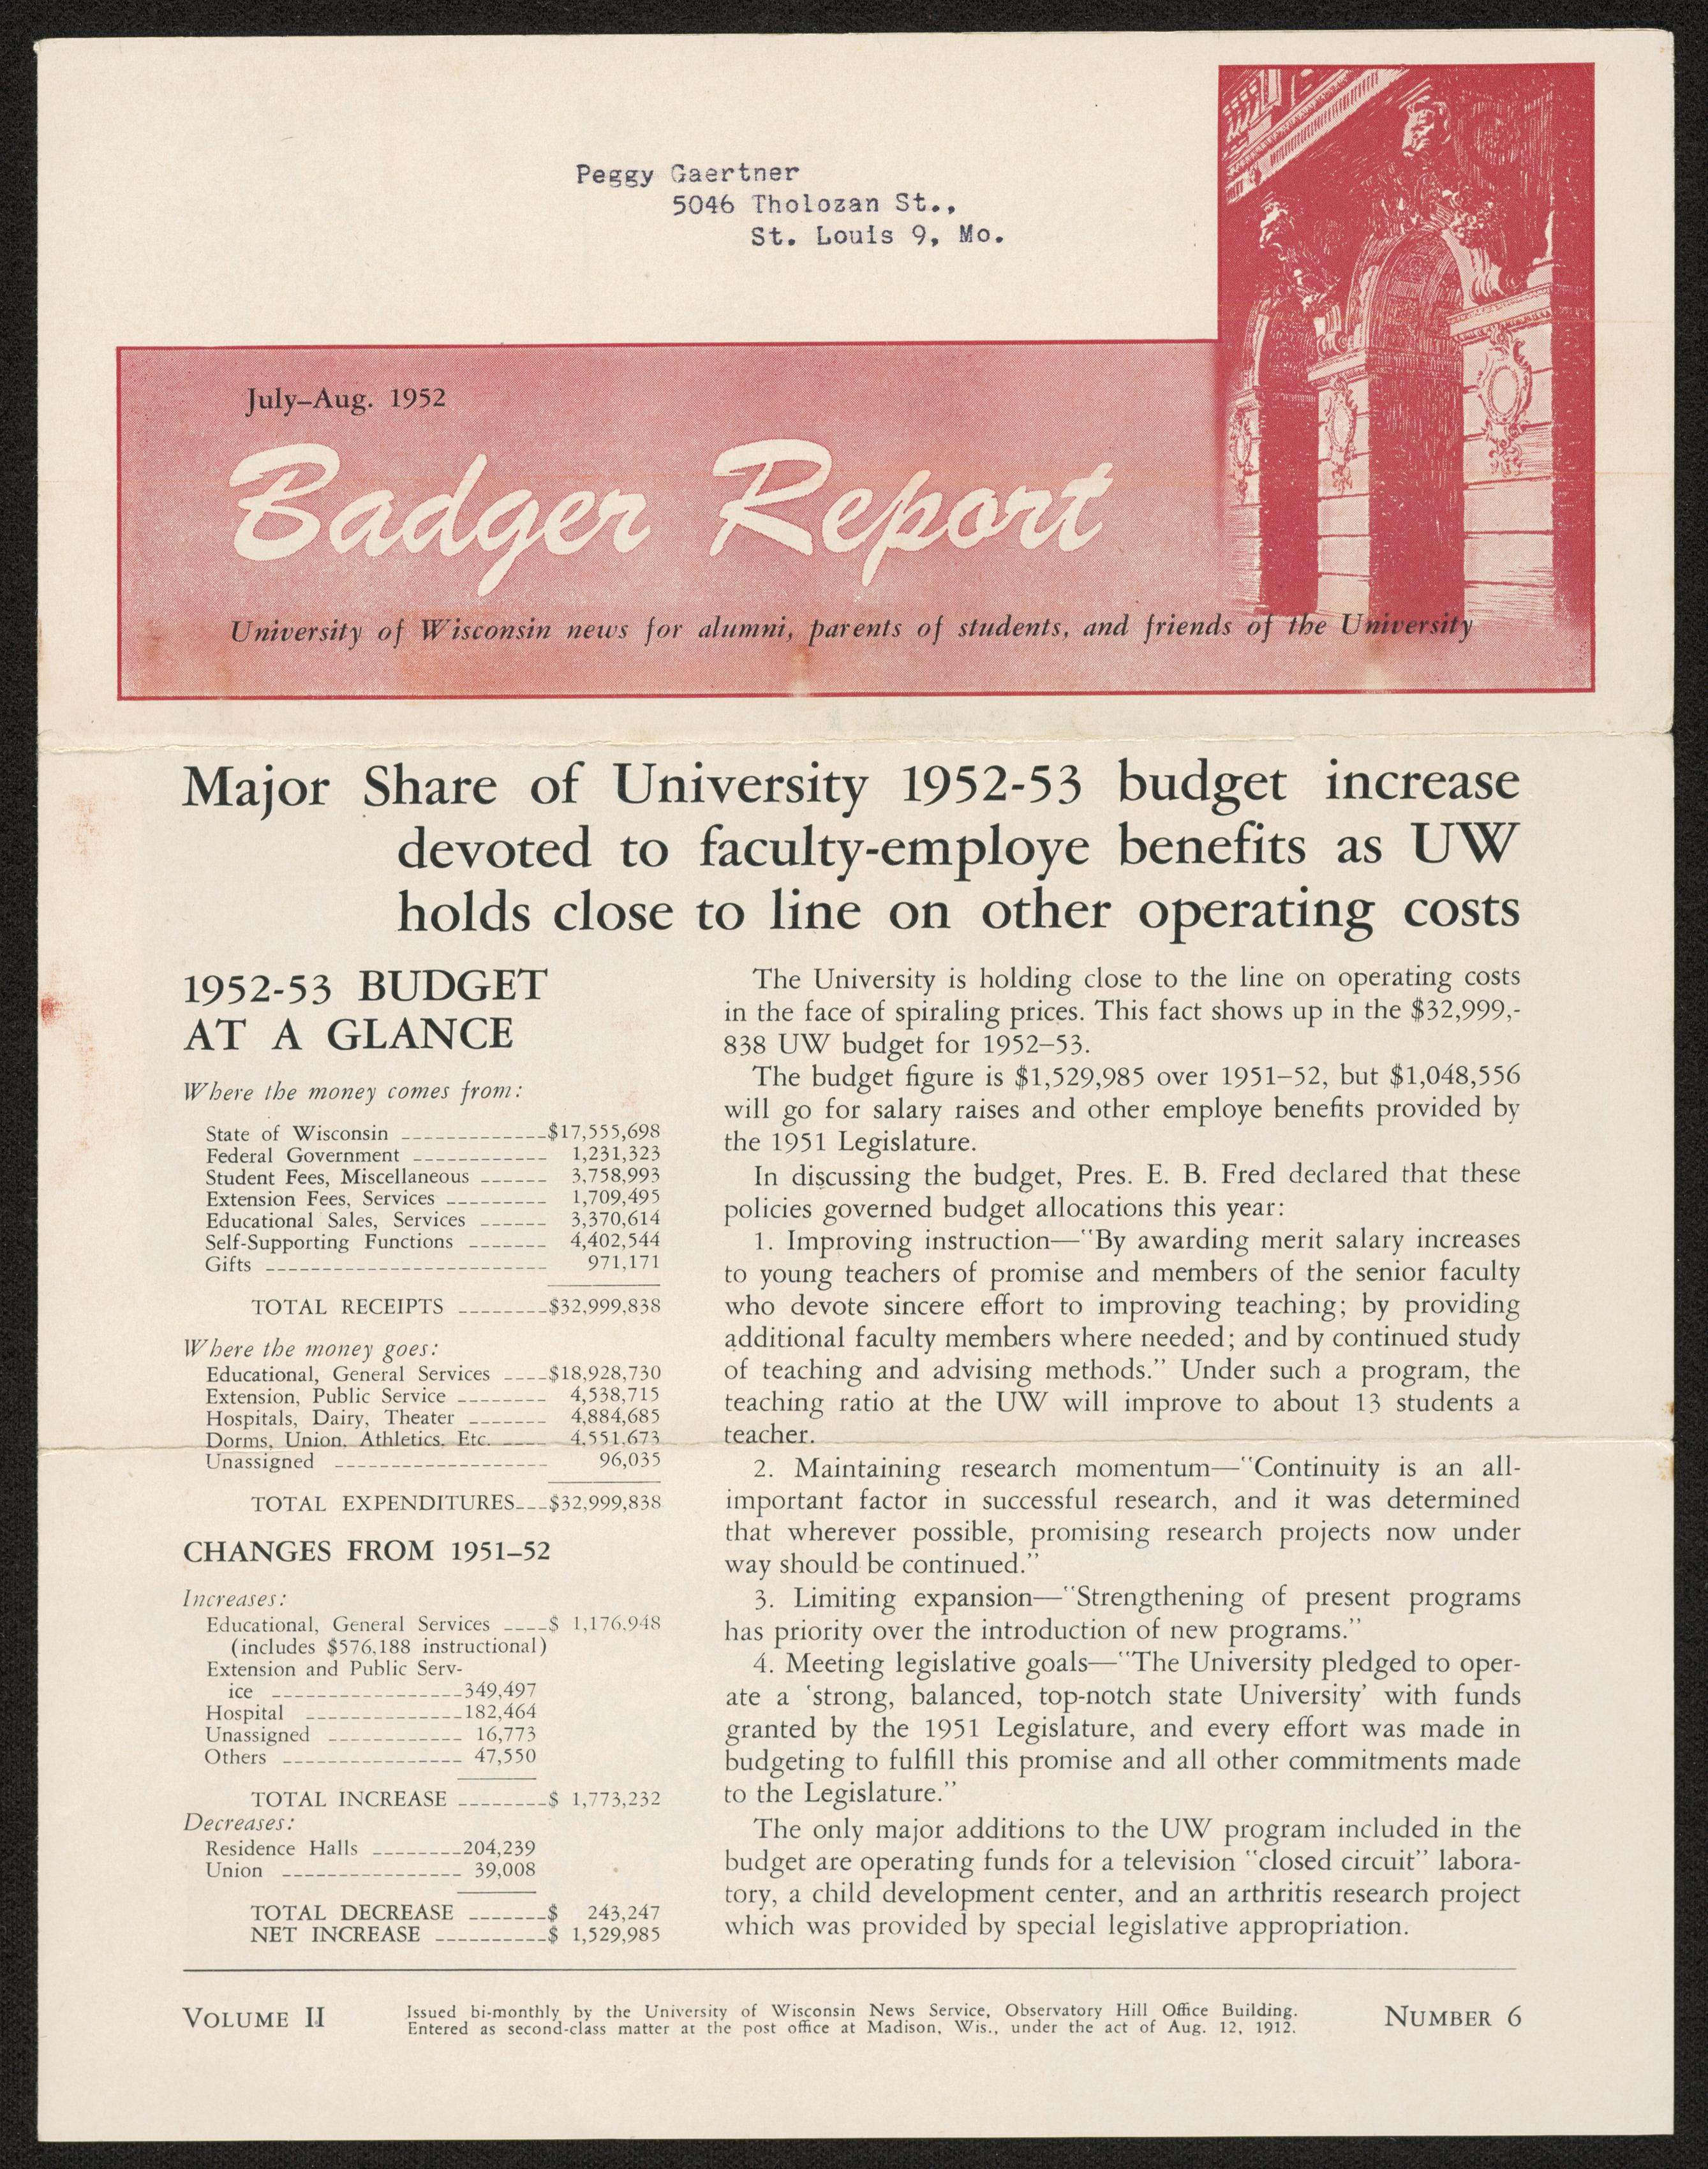 Peggy Gaertner
5046 Tholozan St.,
St. Louis 9, Mo.
July–Aug. 1952
Badger Report
University of Wisconsin news for alumni, parents of students, and friends of the University
Major Share of University 1952-53 budget increase
devoted to faculty-employe benefits as UW
holds close to line on other operating costs
1952-53 BUDGET
AT A GLANCE
Where the money comes from:
State of Wisconsin _____________$17,555,698
Federal Government ____________ 1,231,323
Student Fees, Miscellaneous ______ 3,758,993
Extension Fees, Services _________ 1,709,495
Educational Sales, Services ______ 3,370,614
Self-Supporting Functions _______ 4,402,544
Gifts _________________________ 971,171
TOTAL RECEIPTS ________$32,999,838
Where the money goes:
Educational, General Services ____$18,928,730
Extension, Public Service ________ 4,538,715
Hospitals, Dairy, Theater _______ 4,884,685
Dorms, Union, Athletics, Etc. ____ 4,551,673
Unassigned ___________________ 96,035
TOTAL EXPENDITURES___$32,999,838
CHANGES FROM 1951–52
Increases:
Educational, General Services ____$ 1,176,948
(includes $576,188 instructional)
Extension and Public Serv-
ice _________________349,497
Hospital ______________182,464
Unassigned ____________ 16,773
Others ________________ 47,550
TOTAL INCREASE ________$ 1,773,232
Decreases:
Residence Halls ________204,239
Union ________________ 39,008
TOTAL DECREASE _______$ 243,247
NET INCREASE __________$ 1,529,985
The University is holding close to the line on operating costs
in the face of spiraling prices. This fact shows up in the $32,999,-
838 UW budget for 1952–53.
The budget figure is $1,529,985 over 1951–52, but $1,048,556
will go for salary raises and other employe benefits provided by
the 1951 Legislature.
In discussing the budget, Pres. E. B. Fred declared that these
policies governed budget allocations this year:
1. Improving instruction—"By awarding merit salary increases
to young teachers of promise and members of the senior faculty
who devote sincere effort to improving teaching; by providing
additional faculty members where needed; and by continued study
of teaching and advising methods." Under such a program, the
teaching ratio at the UW will improve to about 13 students a
teacher.
2. Maintaining research momentum—"Continuity is an all-
important factor in successful research, and it was determined
that wherever possible, promising research projects now under
way should be continued."
3. Limiting expansion—"Strengthening of present programs
has priority over the introduction of new programs."
4. Meeting legislative goals—"The University pledged to oper-
ate a 'strong, balanced, top-notch state University' with funds
granted by the 1951 Legislature, and every effort was made in
budgeting to fulfill this promise and all other commitments made
to the Legislature."
The only major additions to the UW program included in the
budget are operating funds for a television "closed circuit" labora-
tory, a child development center, and an arthritis research project
which was provided by special legislative appropriation.
VOLUME II
Issued bi-monthly by the University of Wisconsin News Service, Observatory Hill Office Building.
Entered as second-class matter at the post office at Madison, Wis., under the act of Aug. 12, 1912.
NUMBER 6